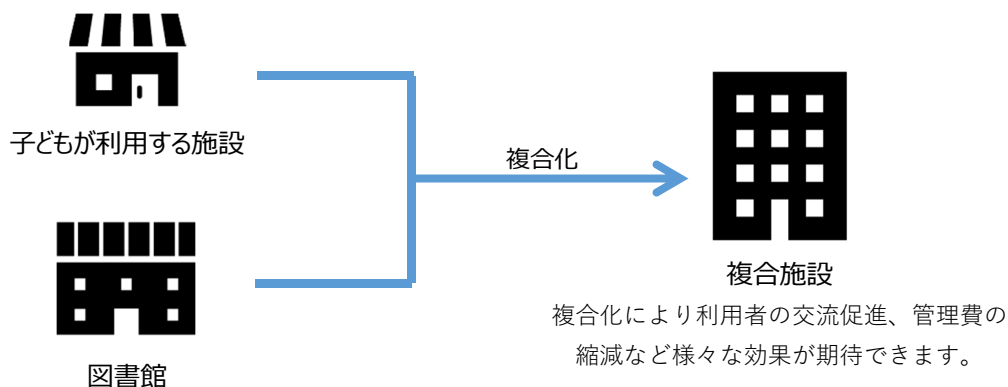 子どもが利用する施設
複合化
図書館
複合施設
複合化により利用者の交流促進、管理費の
縮減など様々な効果が期待できます。